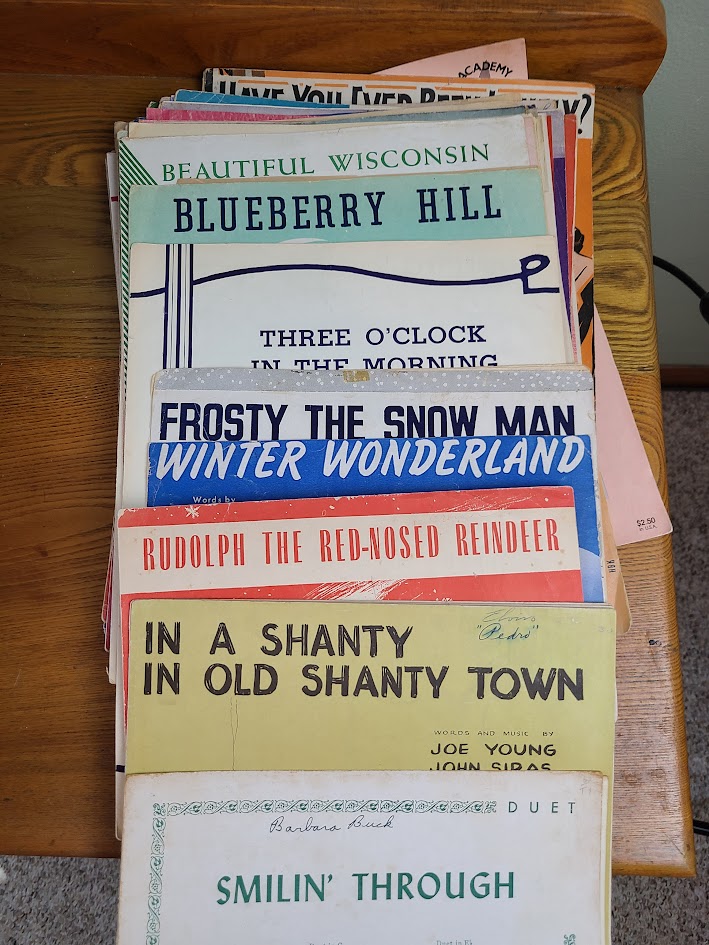 ACADEMY
HAVE YOU EVER BEEN LONELY?
BEAUTIFUL WISCONSIN
BLUEBERRY HILL
THREE O'CLOCK
IN THE MORNING
FROSTY THE SNOW MAN
WINTER WONDERLAND
Words by
RUDOLPH THE RED-NOSED REINDEER
$2.50
in U.S.A.
IN A SHANTY
IN OLD SHANTY TOWN
"Pedro"
WORDS AND MUSIC BY
JOE YOUNG
JOHN SIRAS
DUET
Barbara Buck
SMILIN' THROUGH